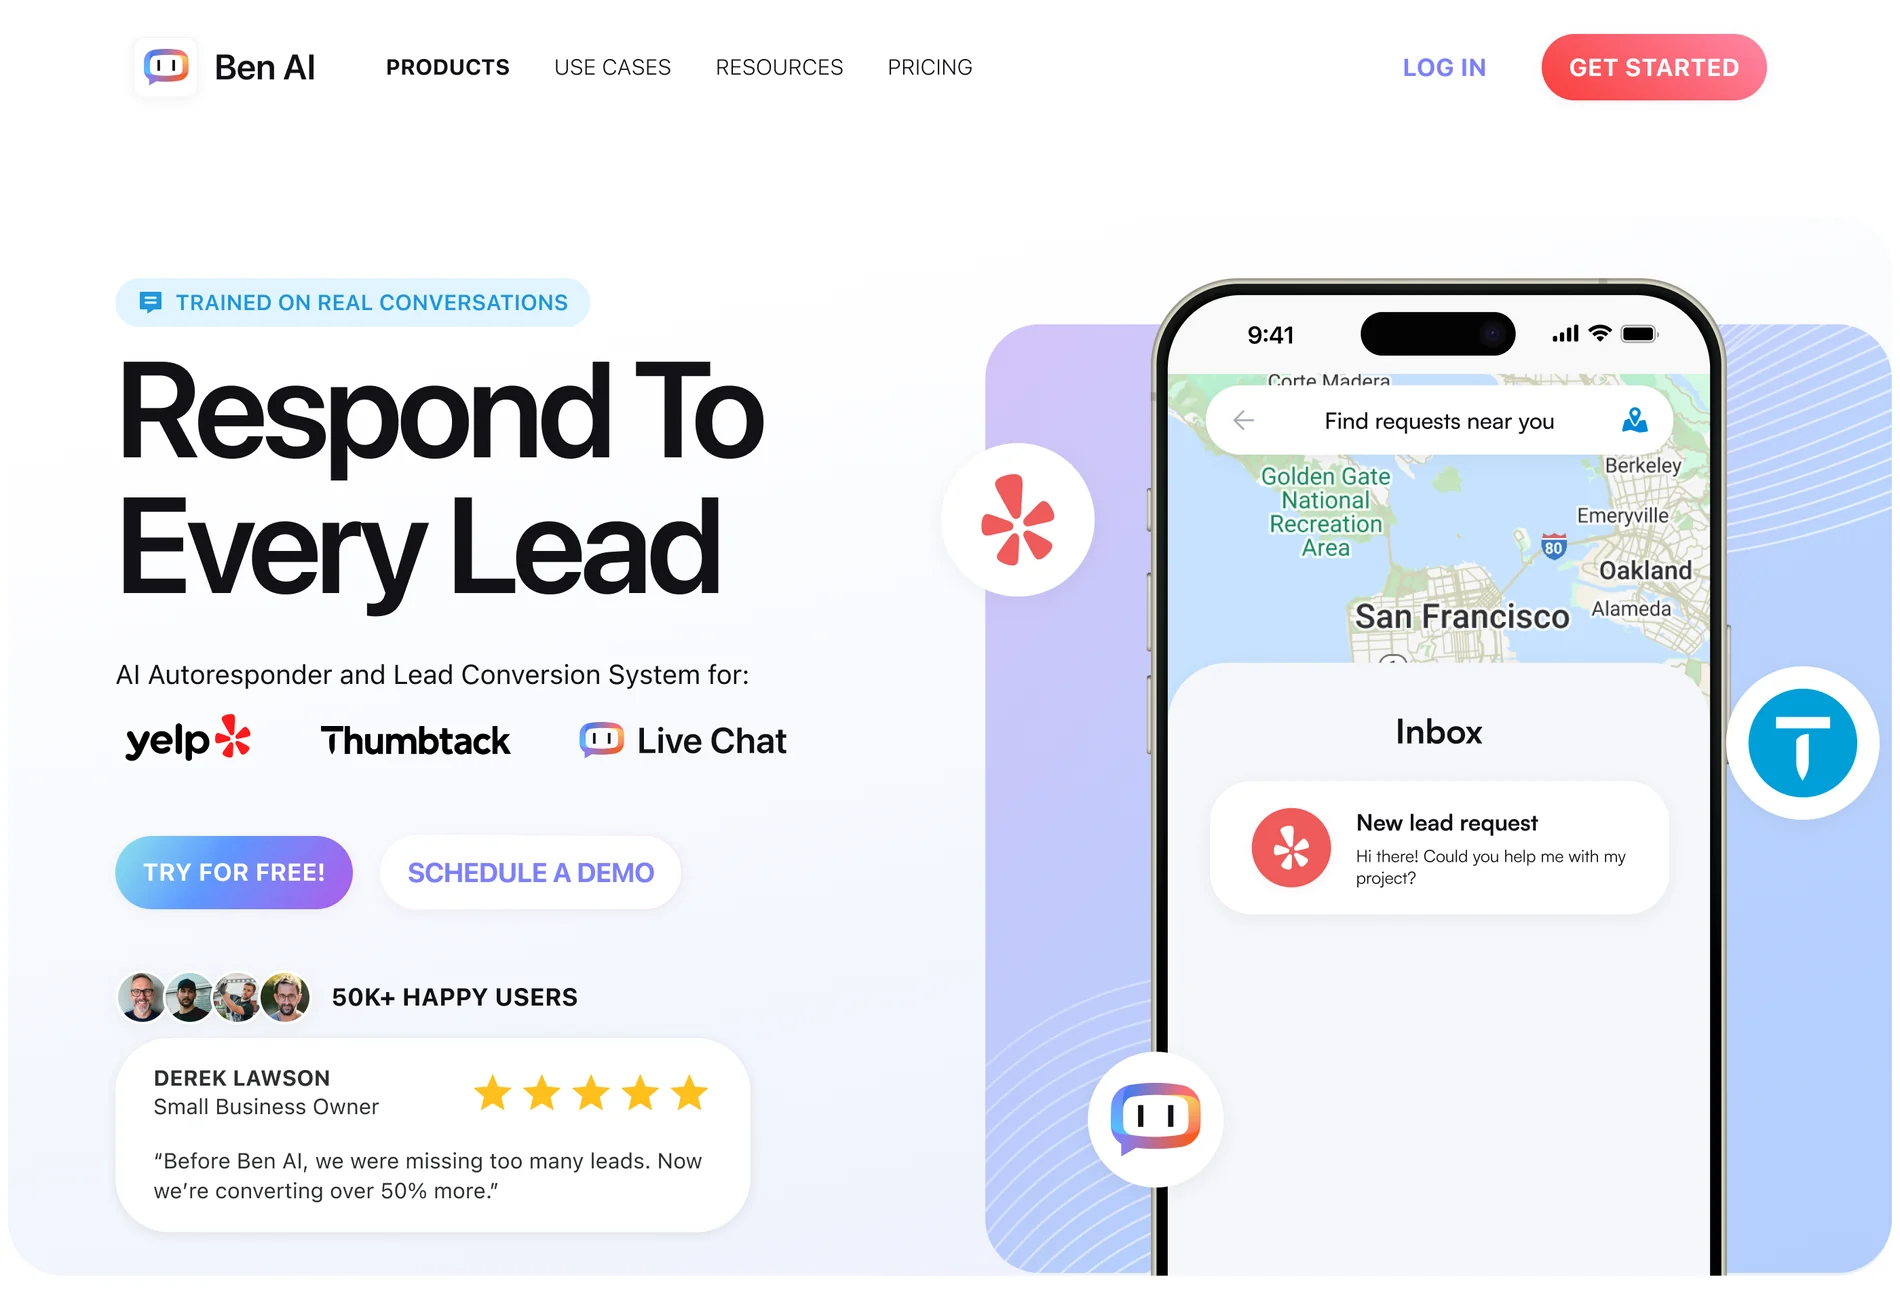 Ben AI
PRODUCTS
USE CASES
RESOURCES
PRICING
LOG IN
GET STARTED
TRAINED ON REAL CONVERSATIONS
Respond To
Every Lead
AI Autoresponder and Lead Conversion System for:
yelp
Thumbtack
Live Chat
TRY FOR FREE!
SCHEDULE A DEMO
50K+ HAPPY USERS
DEREK LAWSON
Small Business Owner
“Before Ben AI, we were missing too many leads. Now
we’re converting over 50% more.”
9:41
Corte Madera
Find requests near you
Golden Gate
National
Recreation
Area
Berkeley
Emeryville
80
Oakland
Alameda
San Francisco
Inbox
New lead request
Hi there! Could you help me with my
project?